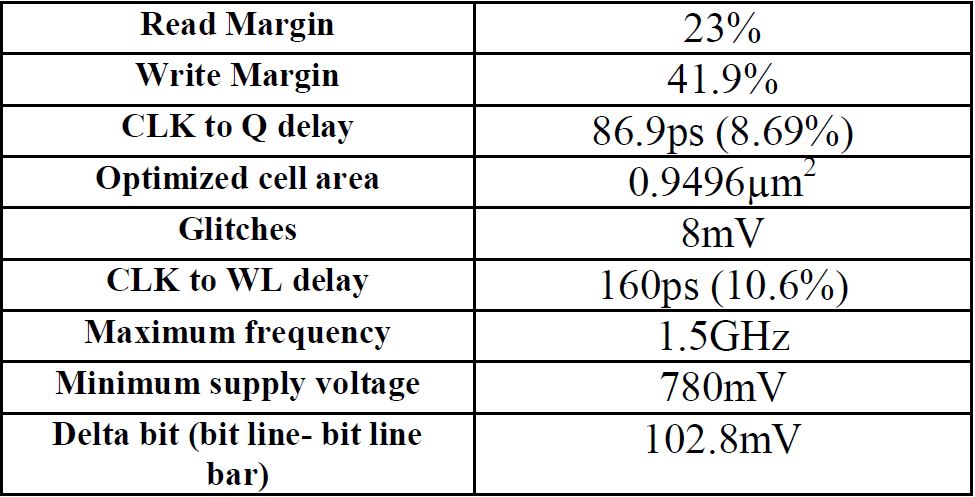 Read Margin 23%
Write Margin 41.9%
CLK to Q delay 86.9ps (8.69%)
Optimized cell area 0.9496µm²
Glitches 8mV
CLK to WL delay 160ps (10.6%)
Maximum frequency 1.5GHz
Minimum supply voltage 780mV
Delta bit (bit line- bit line 102.8mV
bar)